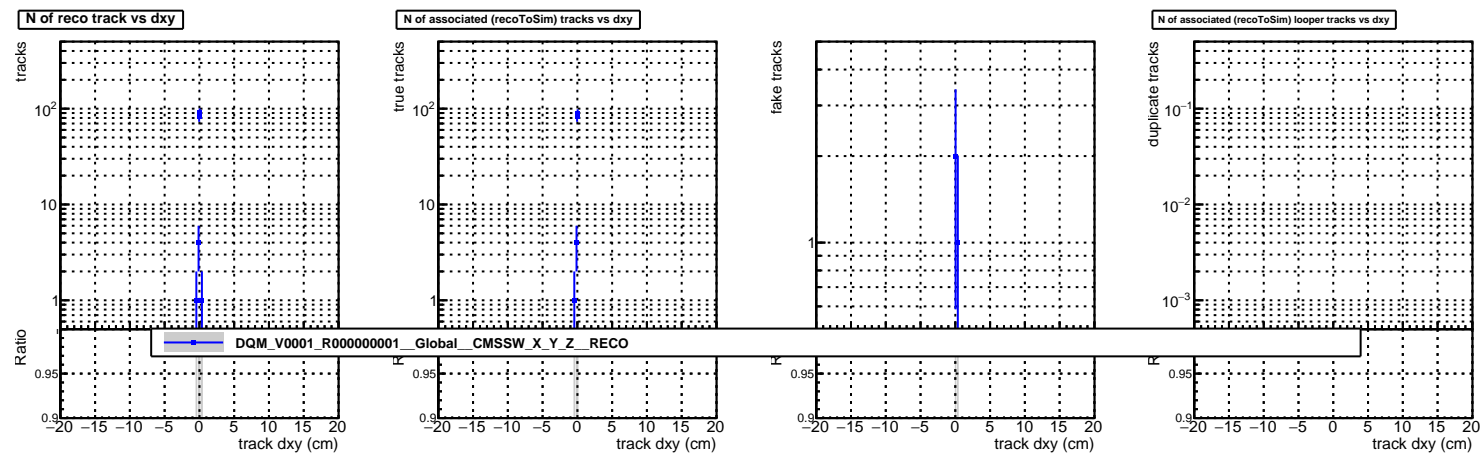 N of reco track vs dxy
tracks
10²
10
1
Ratio
0.95
0.9
−20 −15 −10 −5 0 5 10 15 20
track dxy (cm)
N of associated (recoToSim) tracks vs dxy
true tracks
10²
10
1
0.95
0.9
−20 −15 −10 −5 0 5 10 15 20
track dxy (cm)
fake tracks
1
0.95
0.9
−20 −15 −10 −5 0 5 10 15 20
track dxy (cm)
N of associated (recoToSim) looper tracks vs dxy
duplicate tracks
10⁻¹
10⁻²
10⁻³
0.95
0.9
−20 −15 −10 −5 0 5 10 15 20
track dxy (cm)
DQM_V0001_R000000001__Global__CMSSW_X_Y_Z__RECO